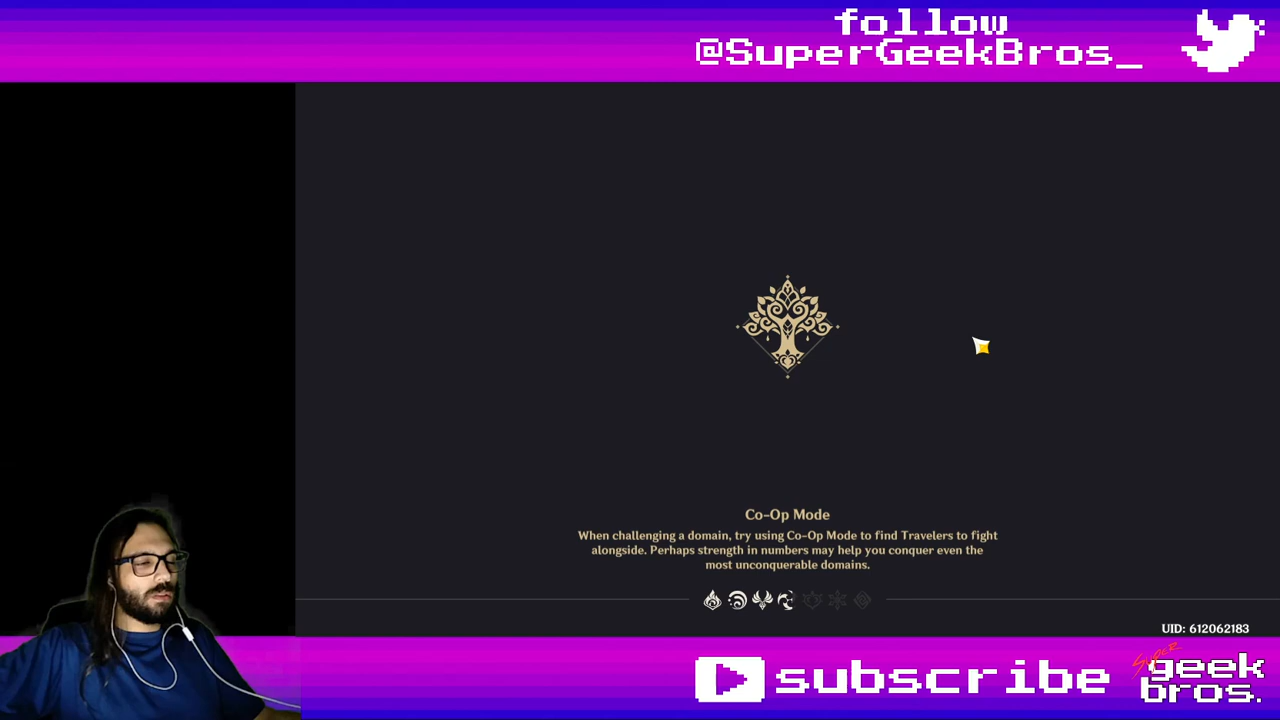 follow
@SuperGeekBros_
Co-Op Mode
When challenging a domain, try using Co-Op Mode to find Travelers to fight
alongside. Perhaps strength in numbers may help you conquer even the
most unconquerable domains.
UID: 612062183
subscribe
SUPER
geek
bros.